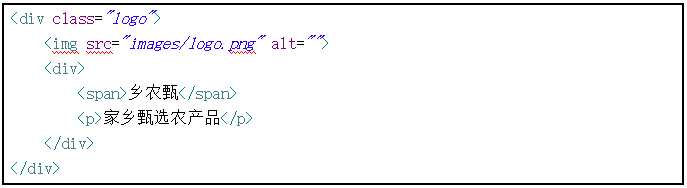 <div class="logo">
<img src="images/logo.png" alt="">
<div>
<span>乡农甄</span>
<p>家乡甄选农产品</p>
</div>
</div>